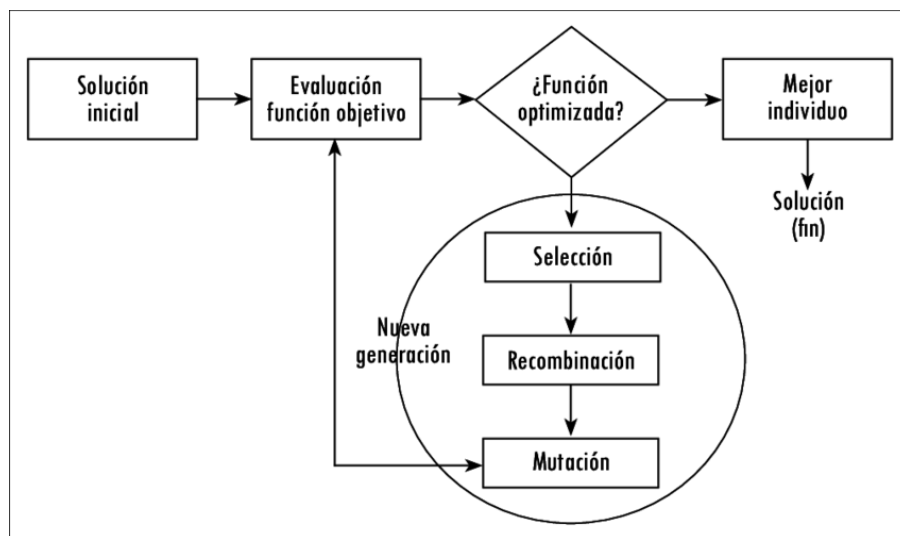 Solución
inicial
Evaluación
función objetivo
¿Función
optimizada?
Mejor
individuo
Solución
(fin)
Selección
Nueva
generación
Recombinación
Mutación